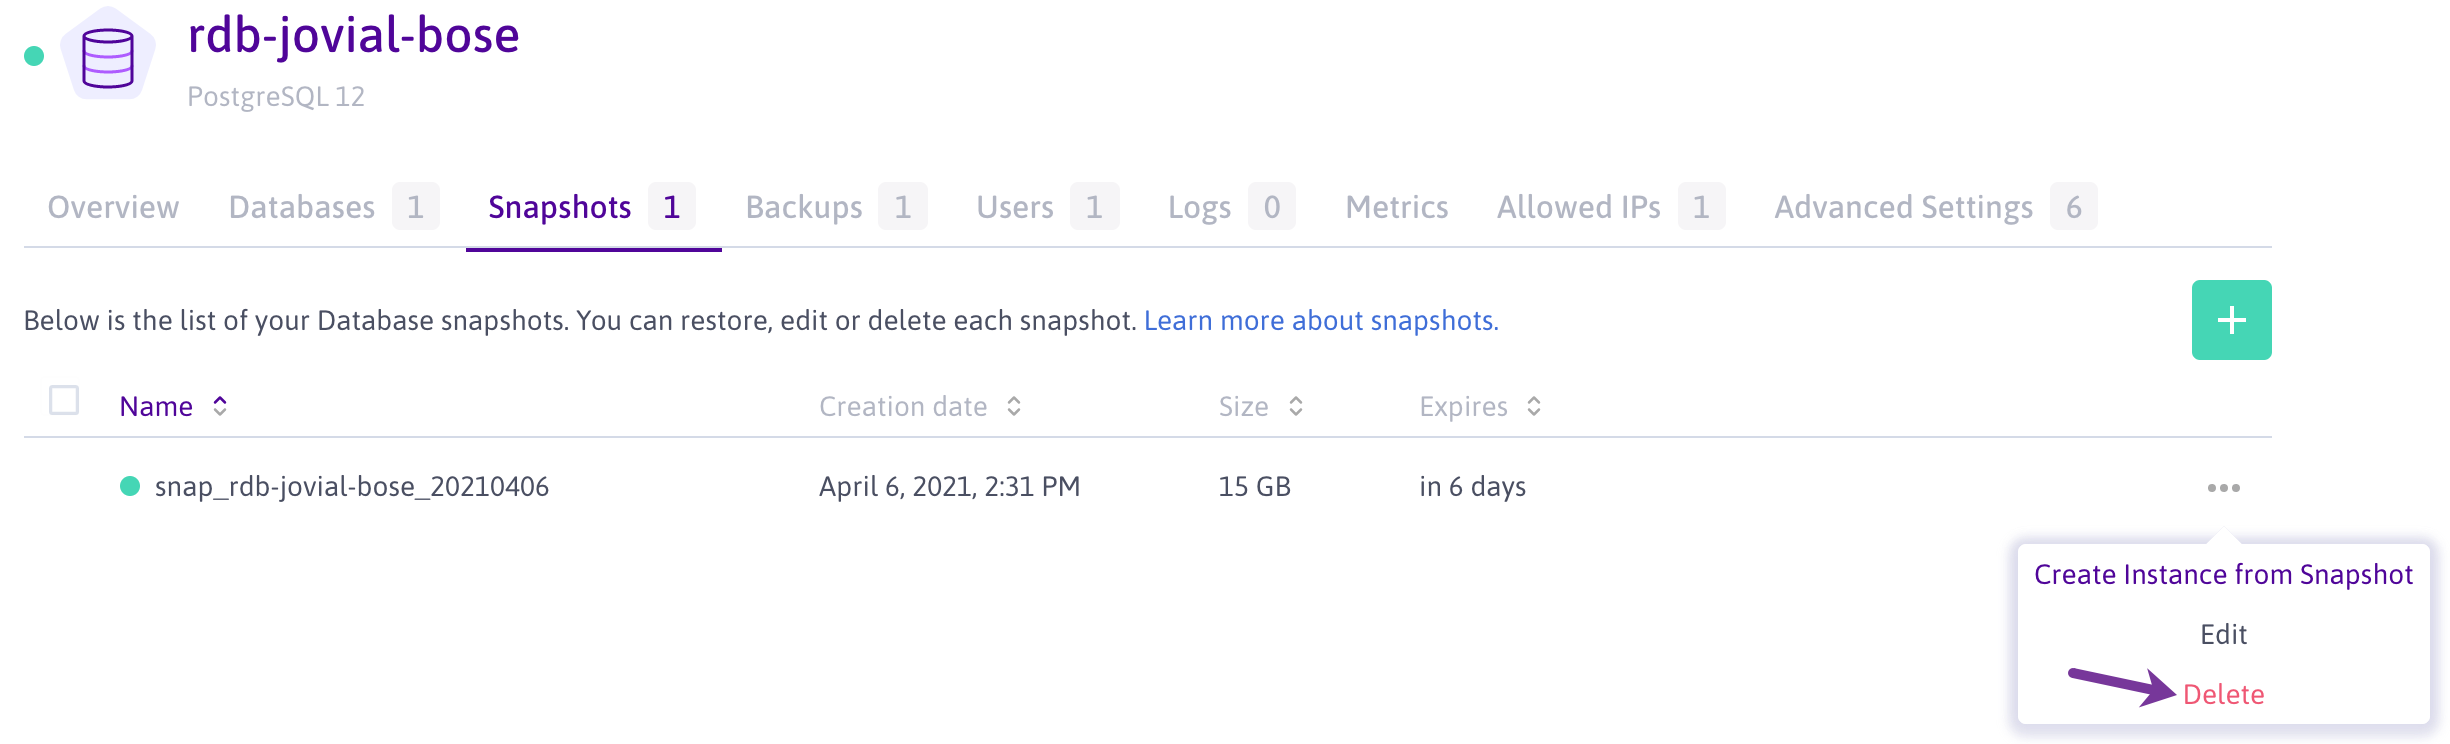 rdb-jovial-bose
PostgreSQL 12
Overview Databases 1 Snapshots 1 Backups 1 Users 1 Logs 0 Metrics Allowed IPs 1 Advanced Settings 6
Below is the list of your Database snapshots. You can restore, edit or delete each snapshot. Learn more about snapshots.
Name Creation date Size Expires
snap_rdb-jovial-bose_20210406 April 6, 2021, 2:31 PM 15 GB in 6 days
Create Instance from Snapshot
Edit
Delete